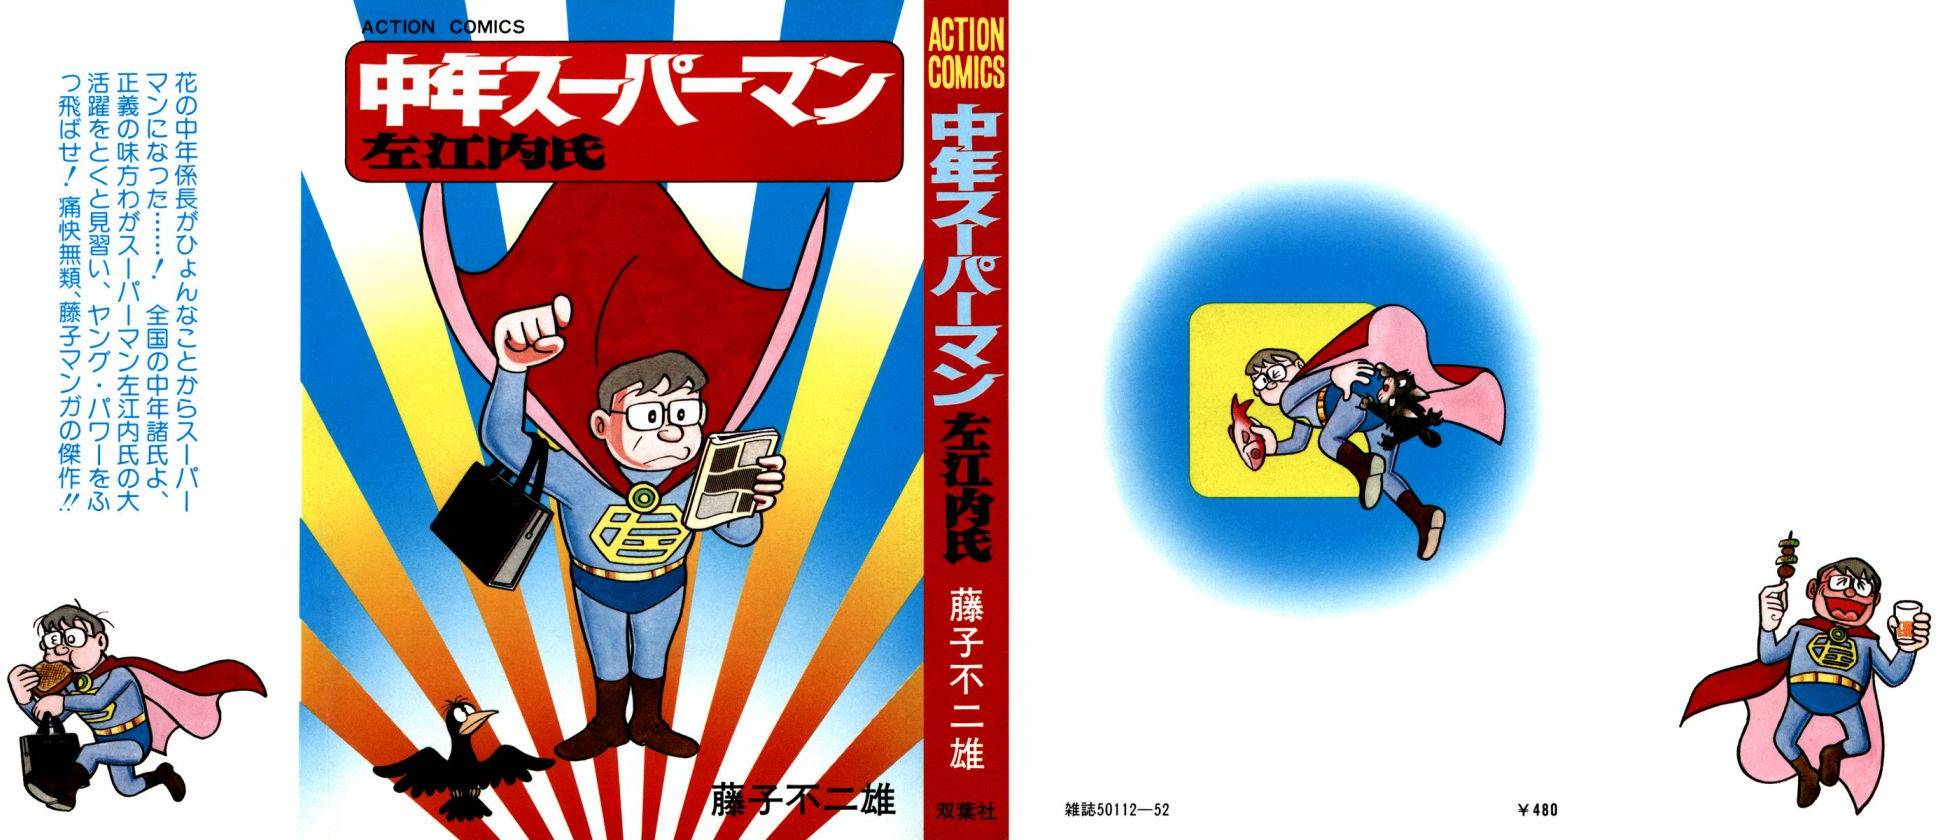 花の中年係長がひょんなことからスーパー
マンになった……！　全国の中年諸氏よ、
正義の味方わがスーパーマン左江内氏の大
活躍をとくと見習い、ヤング・パワーをふ
っ飛ばせ！痛快無類、藤子マンガの傑作!!
ACTION COMICS
中年スーパーマン
左江内氏
藤子不二雄
ACTION
COMICS
中年スーパーマン
左江内氏
藤子不二雄
双葉社
雑誌50112—52
￥480